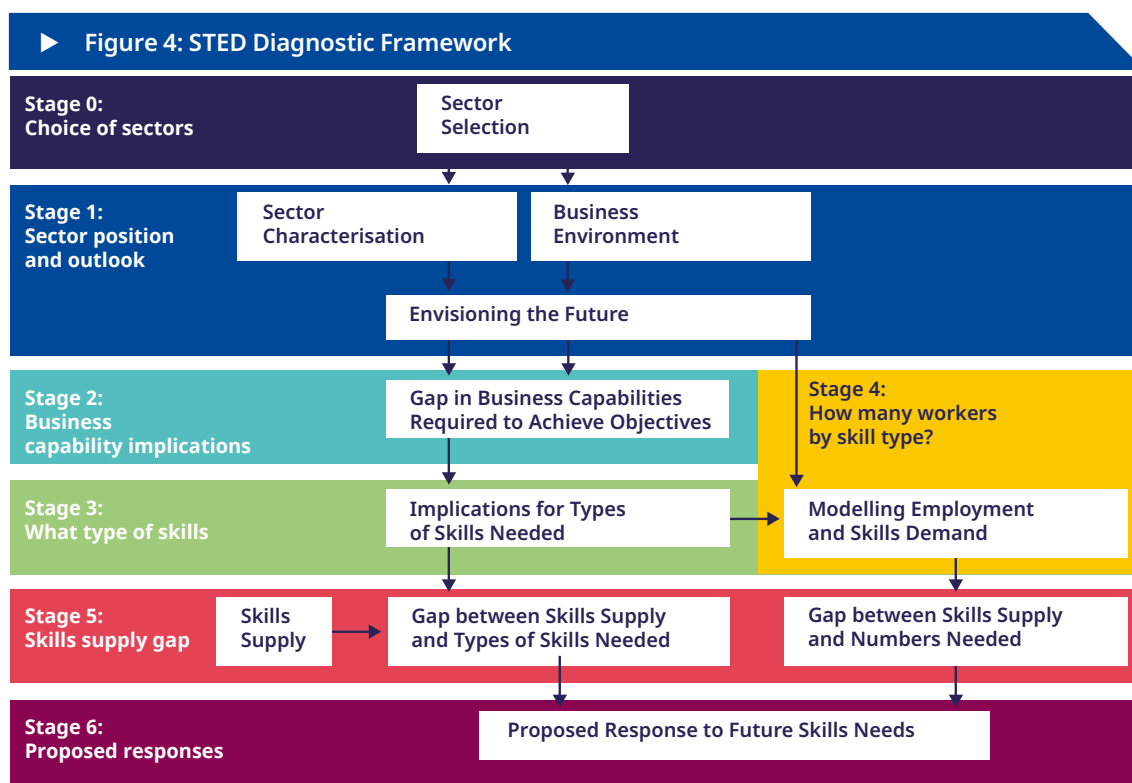 Figure 4: STED Diagnostic Framework
Stage 0:
Choice of sectors
Sector
Selection
Stage 1:
Sector position
and outlook
Sector
Characterisation
Business
Environment
Envisioning the Future
Stage 2:
Business
capability implications
Gap in Business Capabilities
Required to Achieve Objectives
Stage 4:
How many workers
by skill type?
Stage 3:
What type of skills
Implications for Types
of Skills Needed
Modelling Employment
and Skills Demand
Stage 5:
Skills supply gap
Skills
Supply
Gap between Skills Supply
and Types of Skills Needed
Gap between Skills Supply
and Numbers Needed
Stage 6:
Proposed responses
Proposed Response to Future Skills Needs